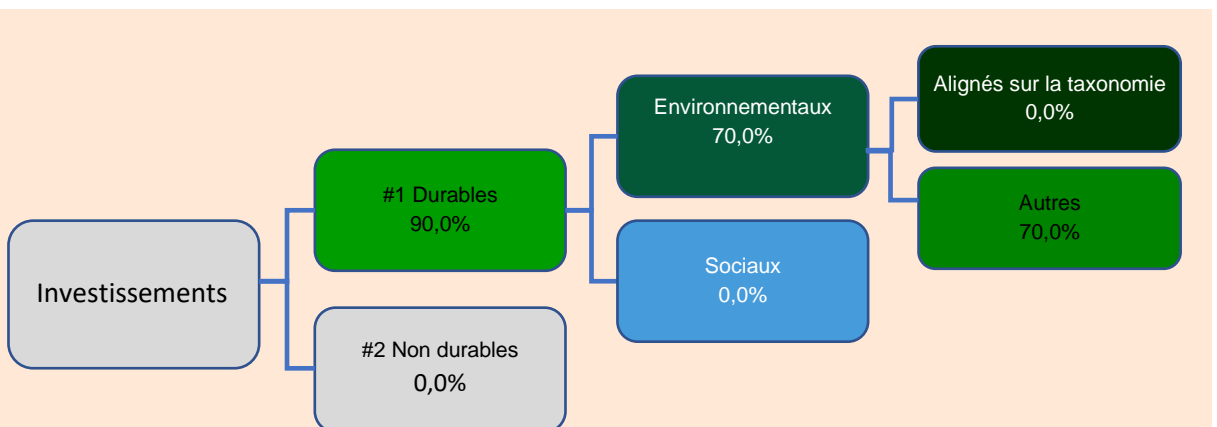 Investissements
#1 Durables
90,0%
#2 Non durables
0,0%
Environnementaux
70,0%
Sociaux
0,0%
Alignés sur la taxonomie
0,0%
Autres
70,0%